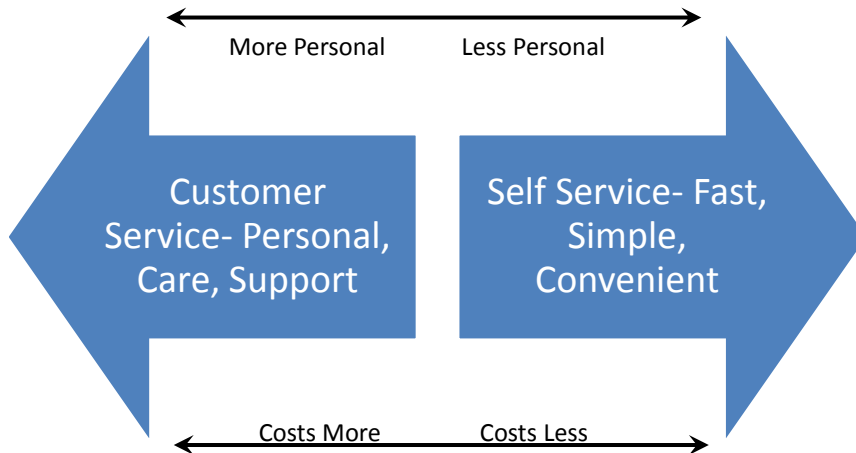 More Personal
Less Personal
Customer
Service- Personal,
Care, Support
Self Service- Fast,
Simple,
Convenient
Costs More
Costs Less